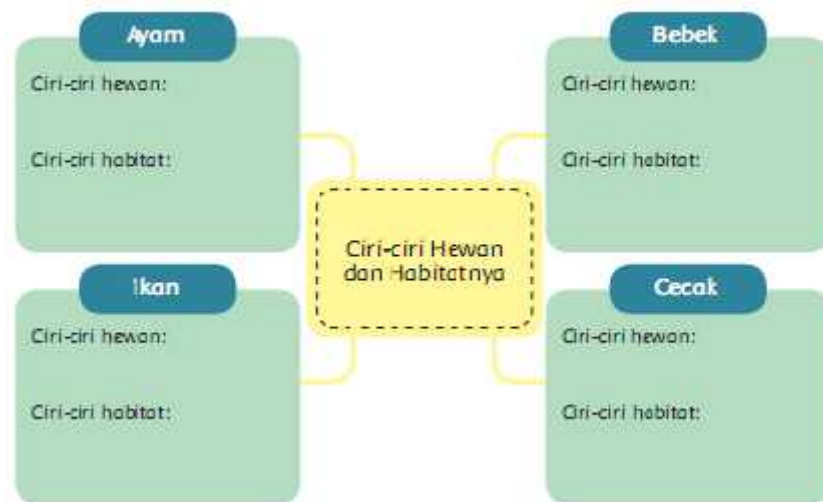 Ayam
Ciri-ciri hewan:
Ciri-ciri habitat:
Bebek
Ciri-ciri hewan:
Ciri-ciri habitat:
Ciri-ciri Hewan
dan Habitatnya
Ikan
Ciri-ciri hewan:
Ciri-ciri habitat:
Cecak
Ciri-ciri hewan:
Ciri-ciri habitat: